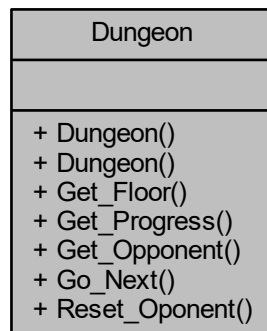 Dungeon
+ Dungeon()
+ Dungeon()
+ Get_Floor()
+ Get_Progress()
+ Get_Opponent()
+ Go_Next()
+ Reset_Oponent()